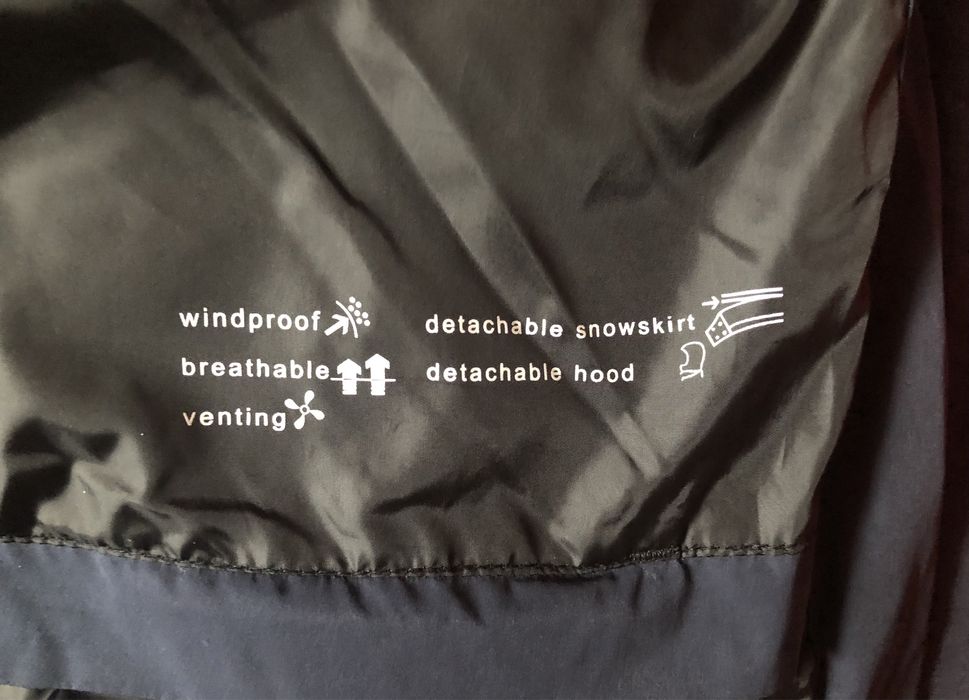 windproof
breathable
venting
detachable snowskirt
detachable hood